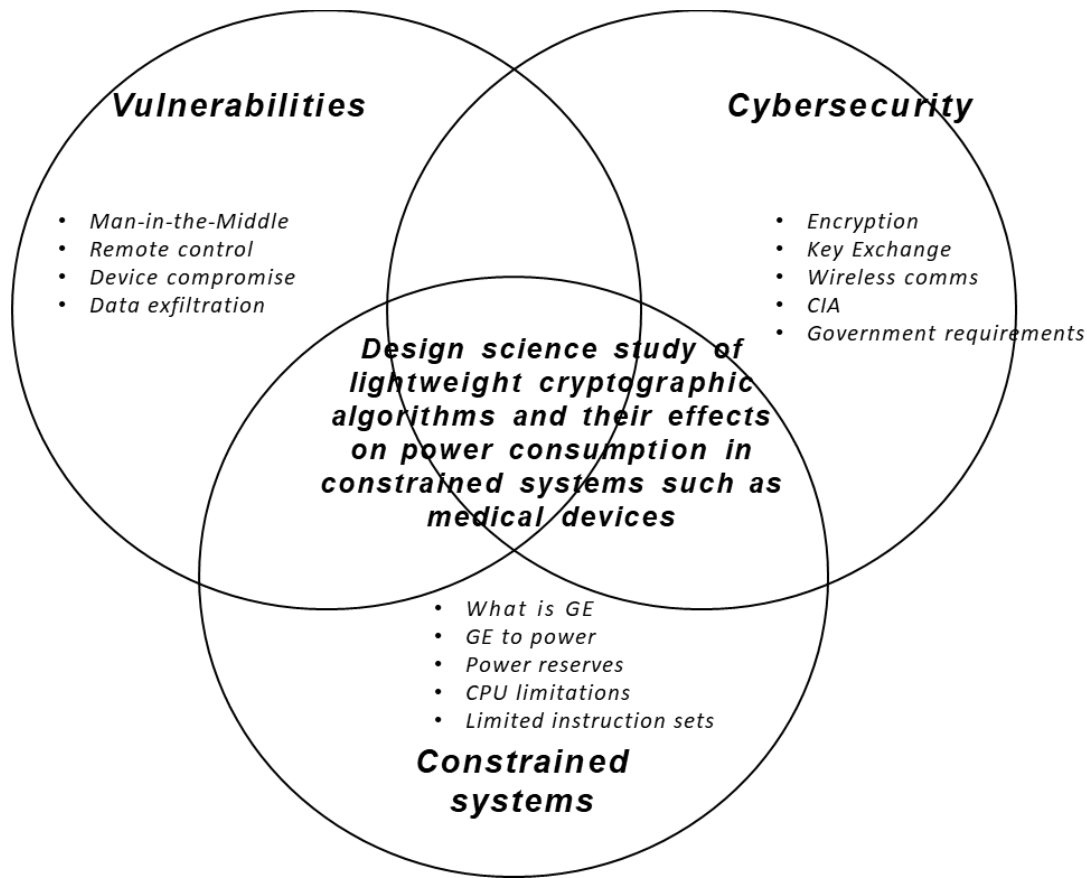 Vulnerabilities
• Man-in-the-Middle
• Remote control
• Device compromise
• Data exfiltration
Cybersecurity
• Encryption
• Key Exchange
• Wireless comms
• CIA
• Government requirements
Design science study of
lightweight cryptographic
algorithms and their effects
on power consumption in
constrained systems such as
medical devices
• What is GE
• GE to power
• Power reserves
• CPU limitations
• Limited instruction sets
Constrained
systems